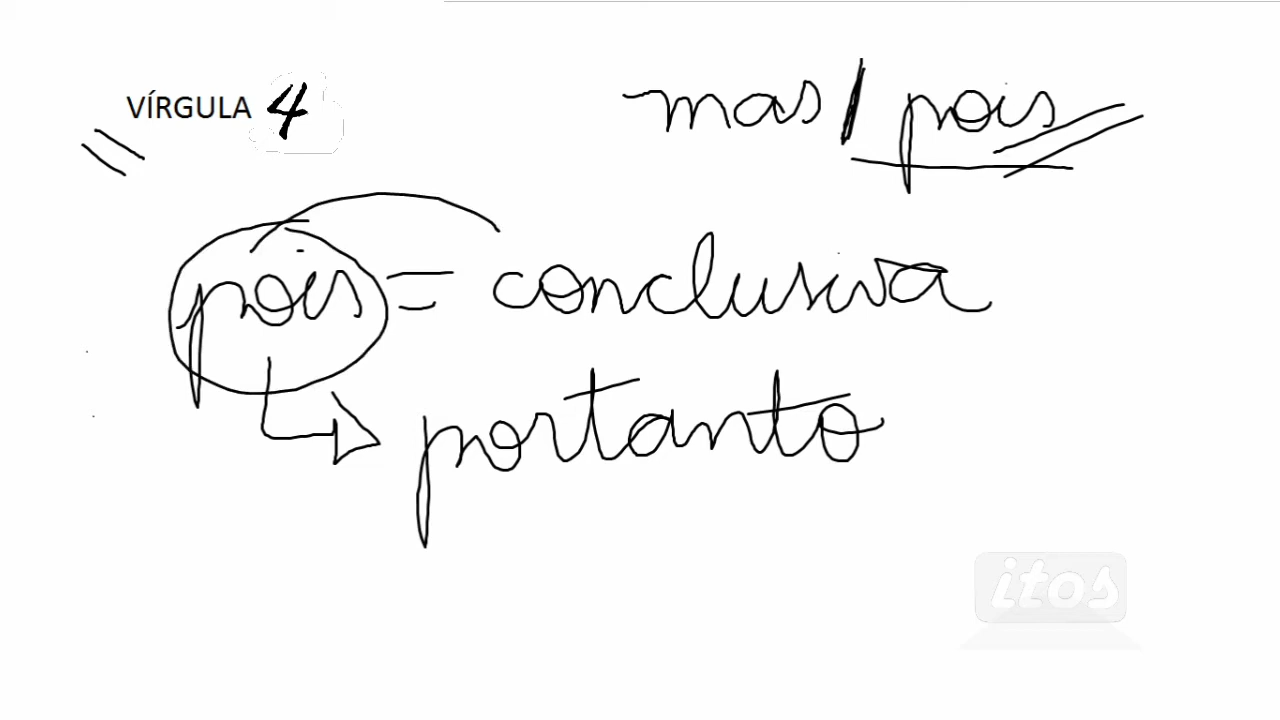 VÍRGULA 4
mas / pois
pois = conclusiva
portanto
itos